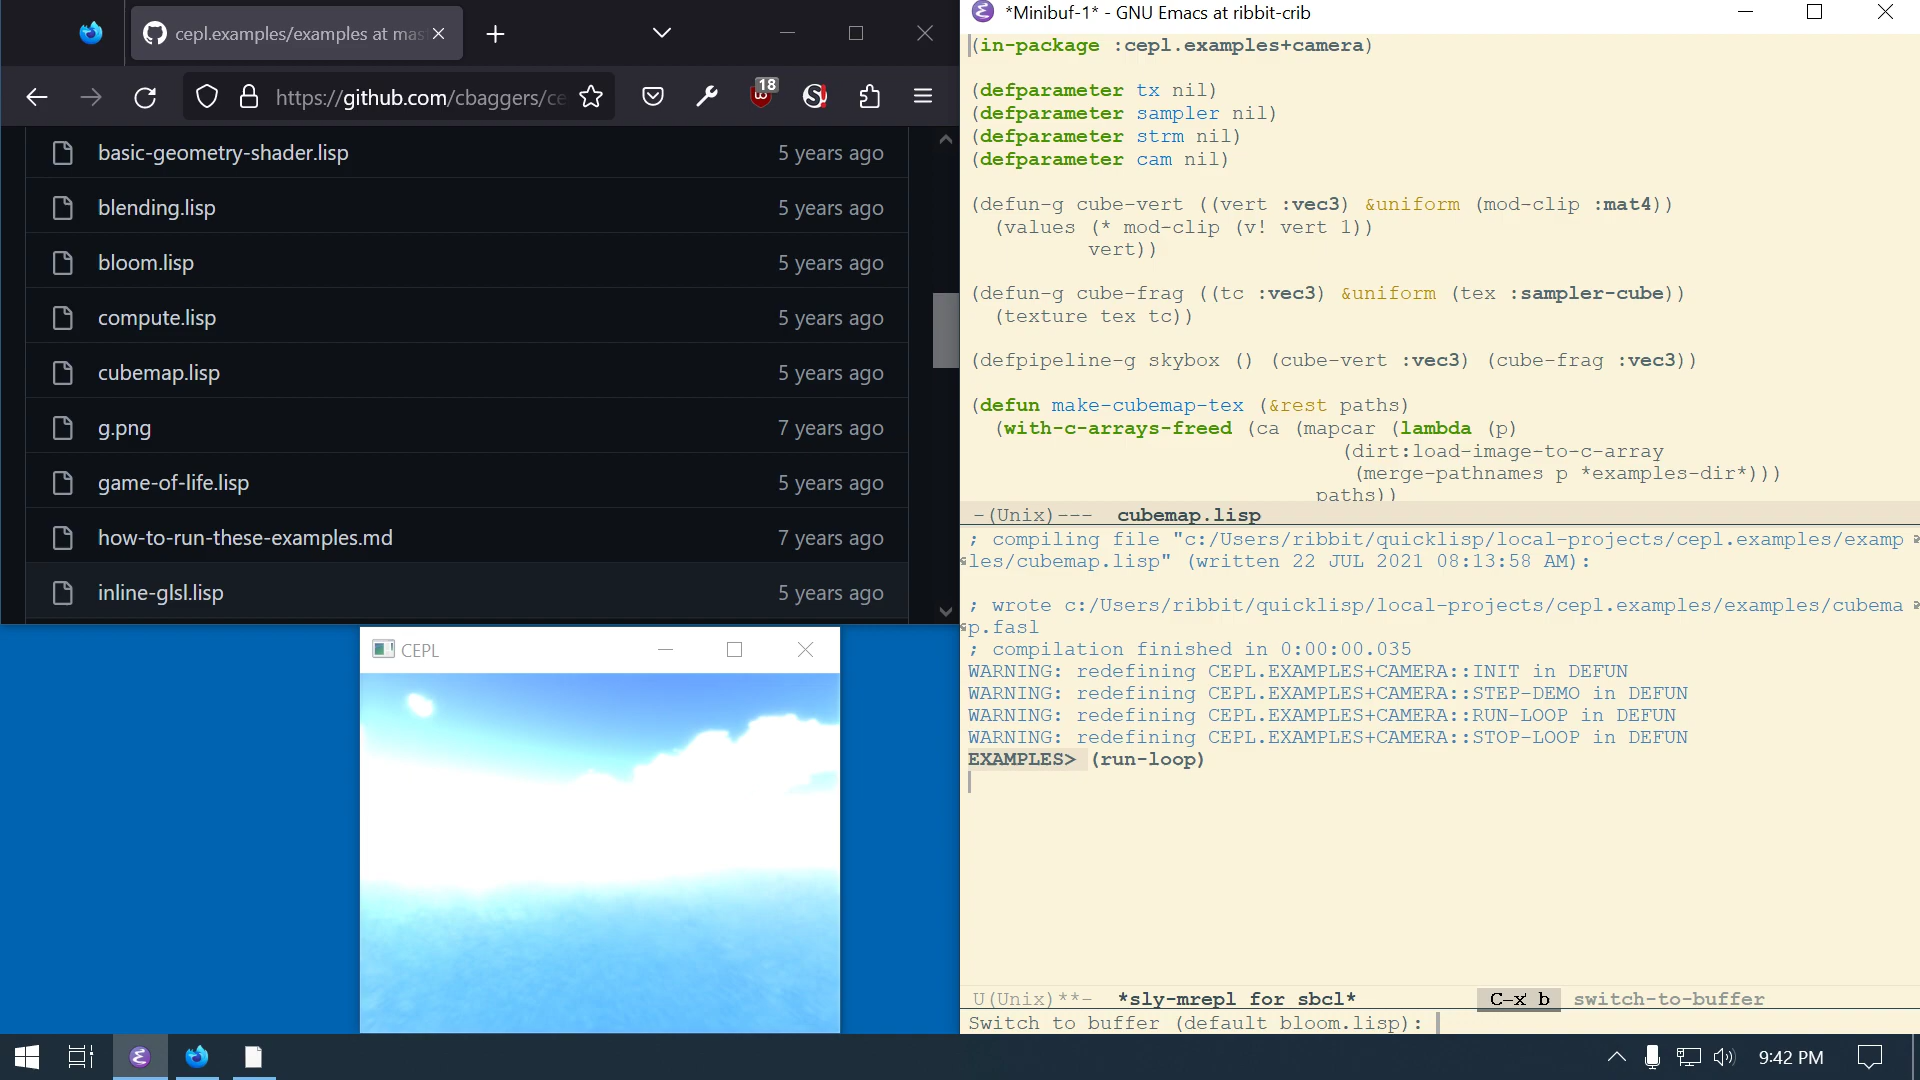 cepl.examples/examples at mas
18
https://github.com/cbaggers/ce
basic-geometry-shader.lisp 5 years ago
blending.lisp 5 years ago
bloom.lisp 5 years ago
compute.lisp 5 years ago
cubemap.lisp 5 years ago
g.png 7 years ago
game-of-life.lisp 5 years ago
how-to-run-these-examples.md 7 years ago
inline-glsl.lisp 5 years ago
CEPL
*Minibuf-1* - GNU Emacs at ribbit-crib
(in-package :cepl.examples+camera)
(defparameter tx nil)
(defparameter sampler nil)
(defparameter strm nil)
(defparameter cam nil)
(defun-g cube-vert ((vert :vec3) &uniform (mod-clip :mat4))
(values (* mod-clip (v! vert 1))
vert))
(defun-g cube-frag ((tc :vec3) &uniform (tex :sampler-cube))
(texture tex tc))
(defpipeline-g skybox () (cube-vert :vec3) (cube-frag :vec3))
(defun make-cubemap-tex (&rest paths)
(with-c-arrays-freed (ca (mapcar (lambda (p)
(dirt:load-image-to-c-array
(merge-pathnames p *examples-dir*)))
paths))
-(Unix)--- cubemap.lisp
; compiling file "c:/Users/ribbit/quicklisp/local-projects/cepl.examples/examp
les/cubemap.lisp" (written 22 JUL 2021 08:13:58 AM):
; wrote c:/Users/ribbit/quicklisp/local-projects/cepl.examples/examples/cubema
p.fasl
; compilation finished in 0:00:00.035
WARNING: redefining CEPL.EXAMPLES+CAMERA::INIT in DEFUN
WARNING: redefining CEPL.EXAMPLES+CAMERA::STEP-DEMO in DEFUN
WARNING: redefining CEPL.EXAMPLES+CAMERA::RUN-LOOP in DEFUN
WARNING: redefining CEPL.EXAMPLES+CAMERA::STOP-LOOP in DEFUN
EXAMPLES> (run-loop)
U(Unix)**- *sly-mrepl for sbcl* C-x b switch-to-buffer
Switch to buffer (default bloom.lisp):
9:42 PM